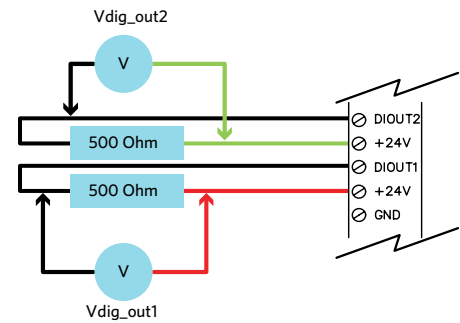 Vdig_out2
V
DIOUT2
500 Ohm
+24V
DIOUT1
500 Ohm
+24V
GND
V
Vdig_out1